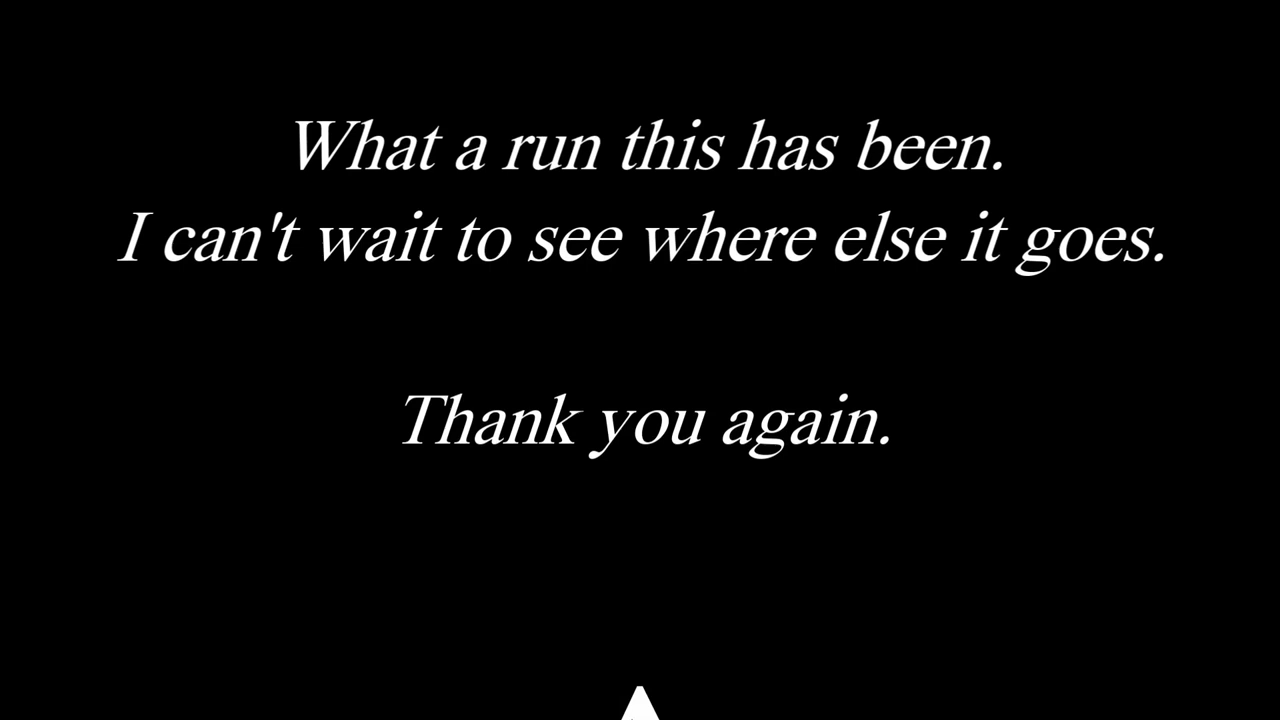 What a run this has been.
I can't wait to see where else it goes.
Thank you again.